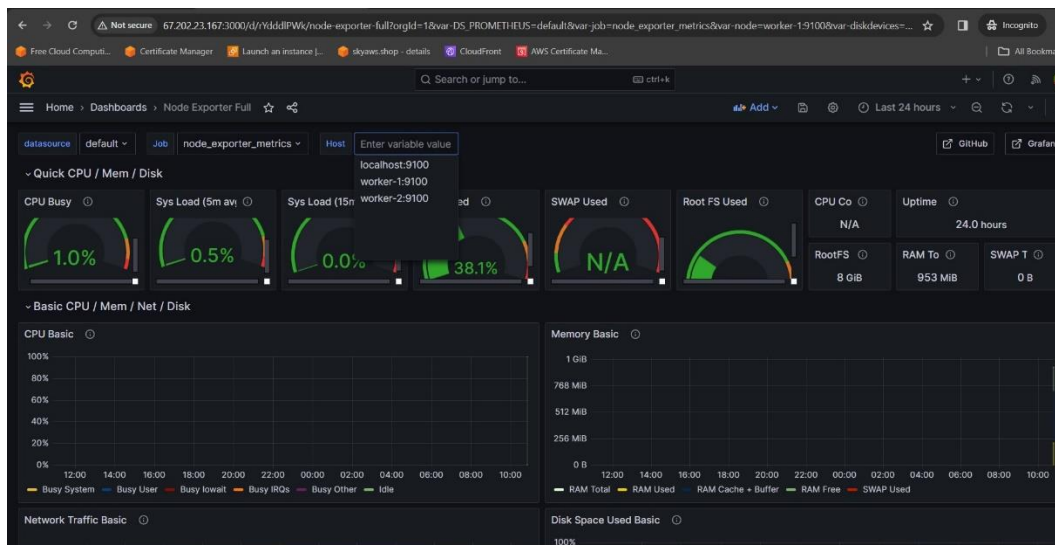 Not secure 67.202.23.167:3000/d/rYdddlPWk/node-exporter-full?orgId=1&var-DS_PROMETHEUS=default&var-job=node_exporter_metrics&var-node=worker-1:9100&var-diskdevices=... Incognito
Free Cloud Computi... Certificate Manager Launch an instance |... skyaws.shop - details CloudFront AWS Certificate Ma... All Bookma
Search or jump to... ctrl+k
Home > Dashboards > Node Exporter Full Add Last 24 hours
datasource default Job node_exporter_metrics Host Enter variable value GitHub Grafan
localhost:9100
worker-1:9100
worker-2:9100
Quick CPU / Mem / Disk
CPU Busy Sys Load (5m av Sys Load (15m ed SWAP Used Root FS Used CPU Co Uptime
1.0% 0.5% 0.0% 38.1% N/A N/A 24.0 hours
RootFS RAM To SWAP T
8 GiB 953 MiB 0 B
Basic CPU / Mem / Net / Disk
CPU Basic Memory Basic
100%
80%
60%
40%
20%
0%
12:00 14:00 16:00 18:00 20:00 22:00 00:00 02:00 04:00 06:00 08:00 10:00
Busy System Busy User Busy Iowait Busy IRQs Busy Other Idle
1 GiB
768 MiB
512 MiB
256 MiB
0 B
12:00 14:00 16:00 18:00 20:00 22:00 00:00 02:00 04:00 06:00 08:00 10:00
RAM Total RAM Used RAM Cache + Buffer RAM Free SWAP Used
Network Traffic Basic Disk Space Used Basic
100%